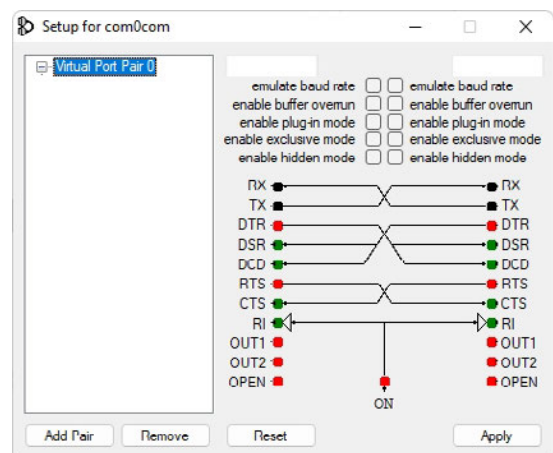 Setup for com0com
Virtual Port Pair 0
emulate baud rate emulate baud rate
enable buffer overrun enable buffer overrun
enable plug-in mode enable plug-in mode
enable exclusive mode enable exclusive mode
enable hidden mode enable hidden mode
RX RX
TX TX
DTR DTR
DSR DSR
DCD DCD
RTS RTS
CTS CTS
RI RI
OUT1 OUT1
OUT2 OUT2
OPEN OPEN
ON
Add Pair Remove Reset Apply